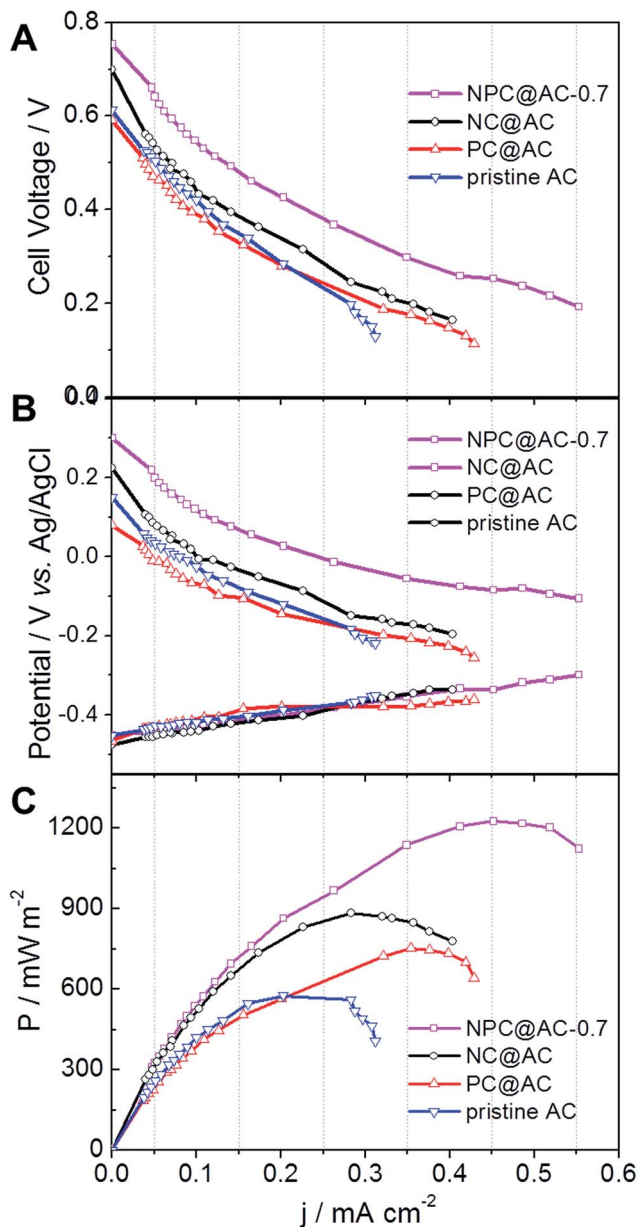 A
0.8
0.6
0.4
0.2
0.0
Cell Voltage / V
NPC@AC-0.7
NC@AC
PC@AC
pristine AC
B
0.4
0.2
0.0
-0.2
-0.4
Potential / V vs. Ag/AgCl
NPC@AC-0.7
NC@AC
PC@AC
pristine AC
C
1200
900
600
300
0
P / mW m-2
NPC@AC-0.7
NC@AC
PC@AC
pristine AC
0.0 0.1 0.2 0.3 0.4 0.5 0.6
j / mA cm-2